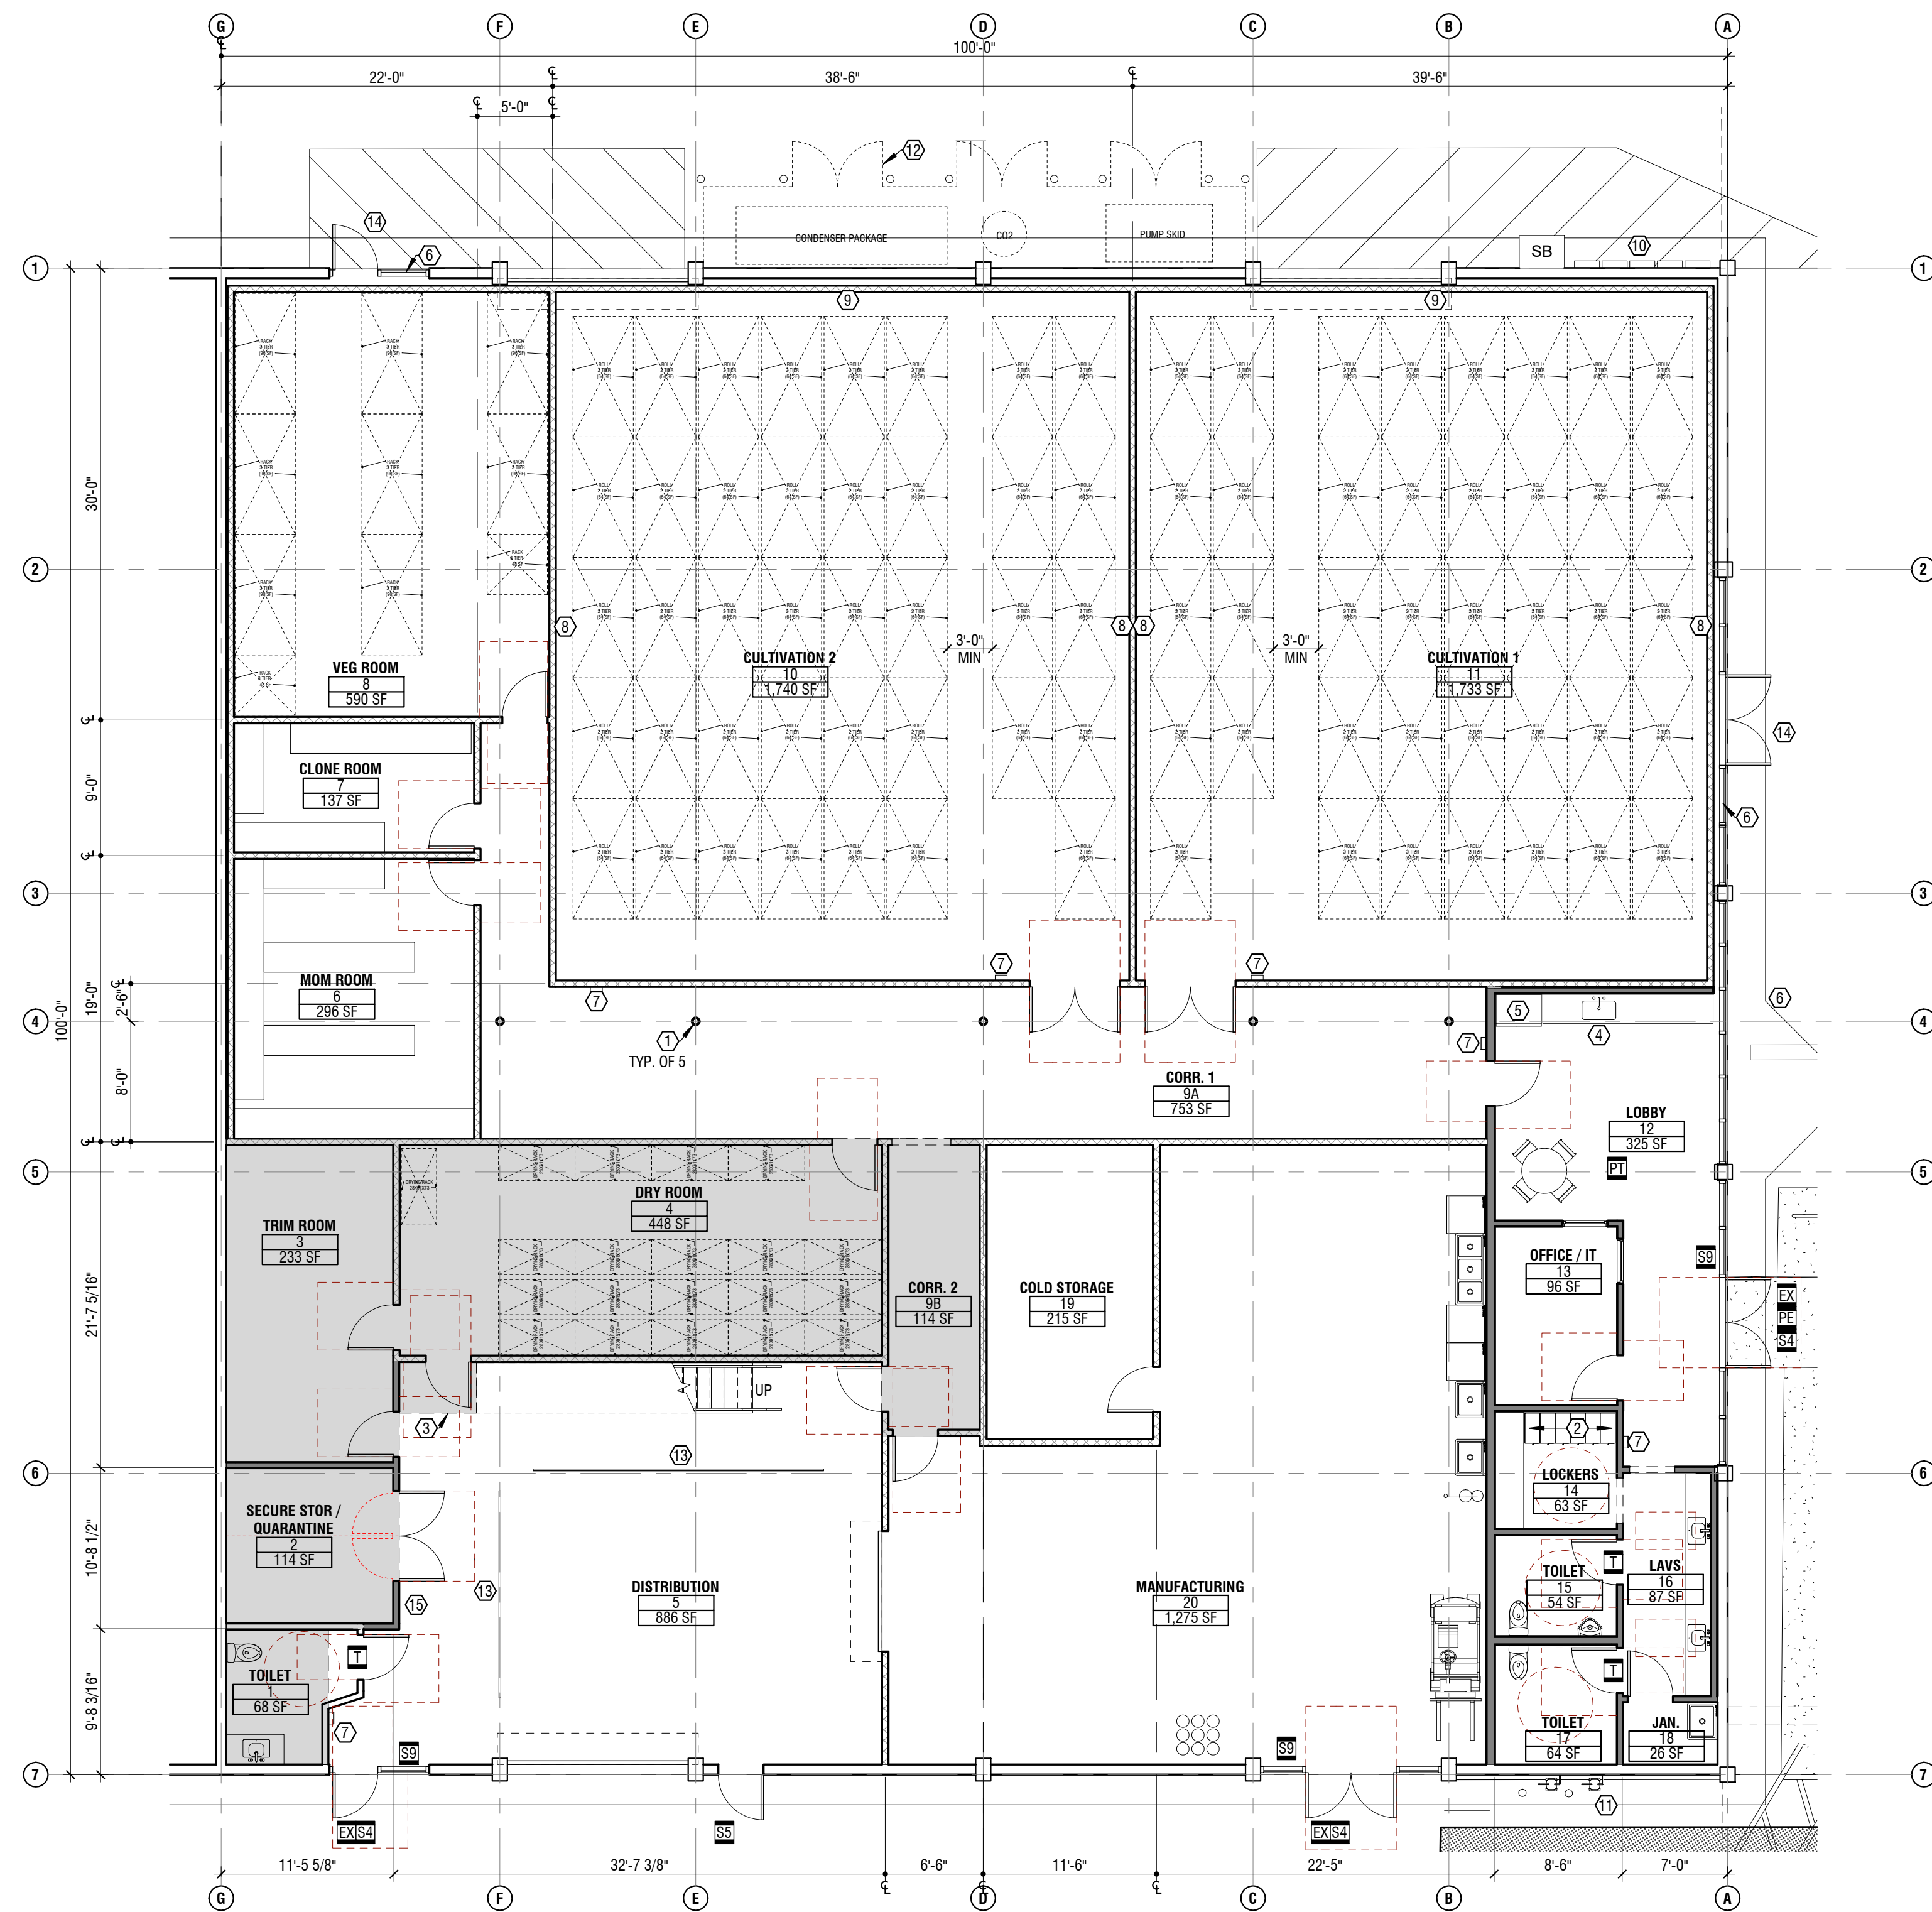 G F E D C B A
100'-0"
22'-0" 38'-6" 39'-6"
5'-0"
12
14
6
CONDENSER PACKAGE
CO2
PUMP SKID
SB
10
1 1
9 9
30'-0"
2 2
8 8 8 8
3'-0"
MIN
3'-0"
MIN
VEG ROOM
8
590 SF
CULTIVATION 2
10
1,740 SF
CULTIVATION 1
11
1,733 SF
14
9'-0"
CLONE ROOM
7
137 SF
6
3 3
7 7
7
MOM ROOM
6
296 SF
19'-0"
2'-6"
100'-0"
8'-0"
4 4
1
TYP. OF 5
7
5
4
6
CORR. 1
9A
753 SF
LOBBY
12
325 SF
PT
5 5
TRIM ROOM
3
233 SF
DRY ROOM
4
448 SF
CORR. 2
9B
114 SF
COLD STORAGE
19
215 SF
OFFICE / IT
13
96 SF
S9
EX
PE
S4
21'-7 5/16"
UP
3
2
7
13
6 6
LOCKERS
14
63 SF
SECURE STOR /
QUARANTINE
2
114 SF
10'-8 1/2"
13
15
DISTRIBUTION
5
886 SF
MANUFACTURING
20
1,275 SF
T
TOILET
15
54 SF
LAVS
16
87 SF
T
TOILET
1
68 SF
9'-8 3/16"
7
T
TOILET
17
64 SF
JAN.
18
26 SF
S9 S9
7 7
EX S4
S5
EX S4
11
11'-5 5/8" 32'-7 3/8" 6'-6" 11'-6" 22'-5" 8'-6" 7'-0"
G F E D C B A